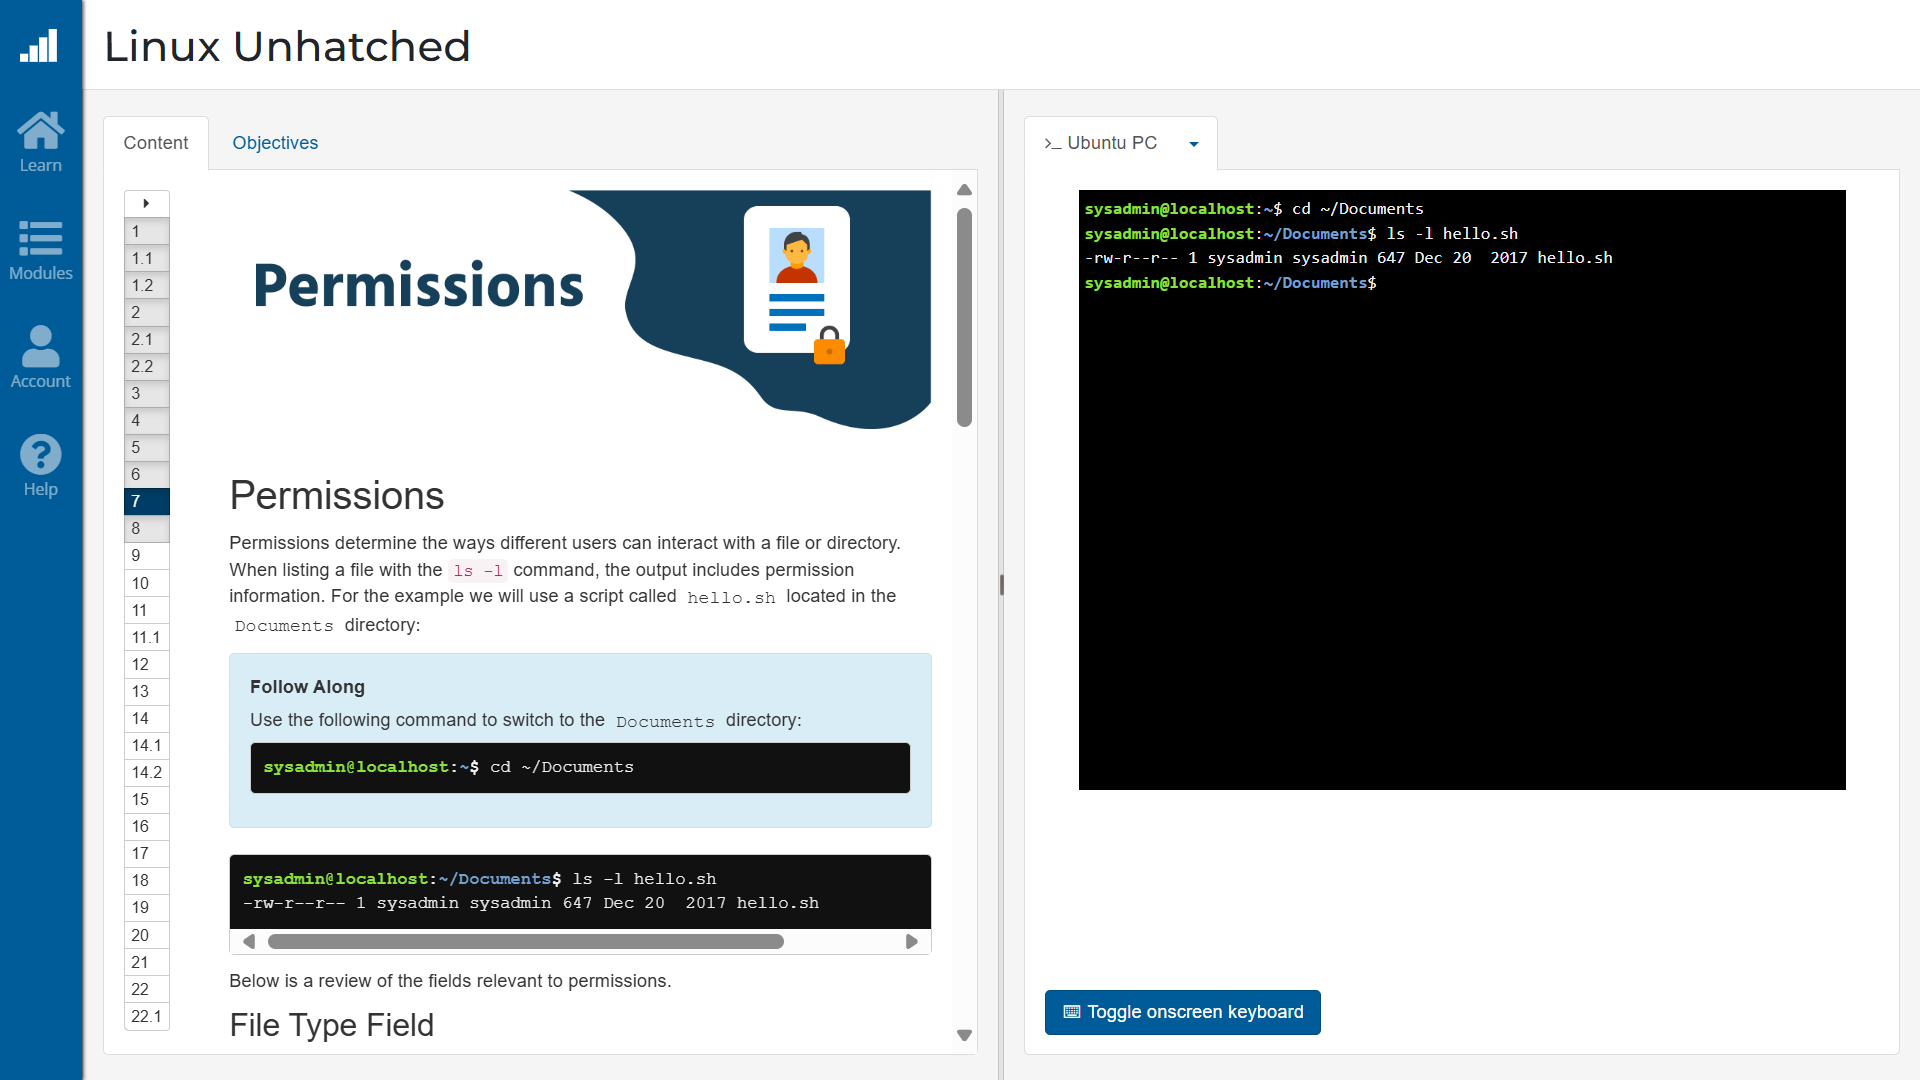 Linux Unhatched
Learn
Modules
Account
Help
Content
Objectives
1
1.1
1.2
2
2.1
2.2
3
4
5
6
7
8
9
10
11
11.1
12
13
14
14.1
14.2
15
16
17
18
19
20
21
22
22.1
Permissions
Permissions
Permissions determine the ways different users can interact with a file or directory.
When listing a file with the ls -l command, the output includes permission
information. For the example we will use a script called hello.sh located in the
Documents directory:
Follow Along
Use the following command to switch to the Documents directory:
sysadmin@localhost:~$ cd ~/Documents
sysadmin@localhost:~/Documents$ ls -l hello.sh
-rw-r--r-- 1 sysadmin sysadmin 647 Dec 20  2017 hello.sh
Below is a review of the fields relevant to permissions.
File Type Field
>_ Ubuntu PC
sysadmin@localhost:~$ cd ~/Documents
sysadmin@localhost:~/Documents$ ls -l hello.sh
-rw-r--r-- 1 sysadmin sysadmin 647 Dec 20  2017 hello.sh
sysadmin@localhost:~/Documents$
Toggle onscreen keyboard